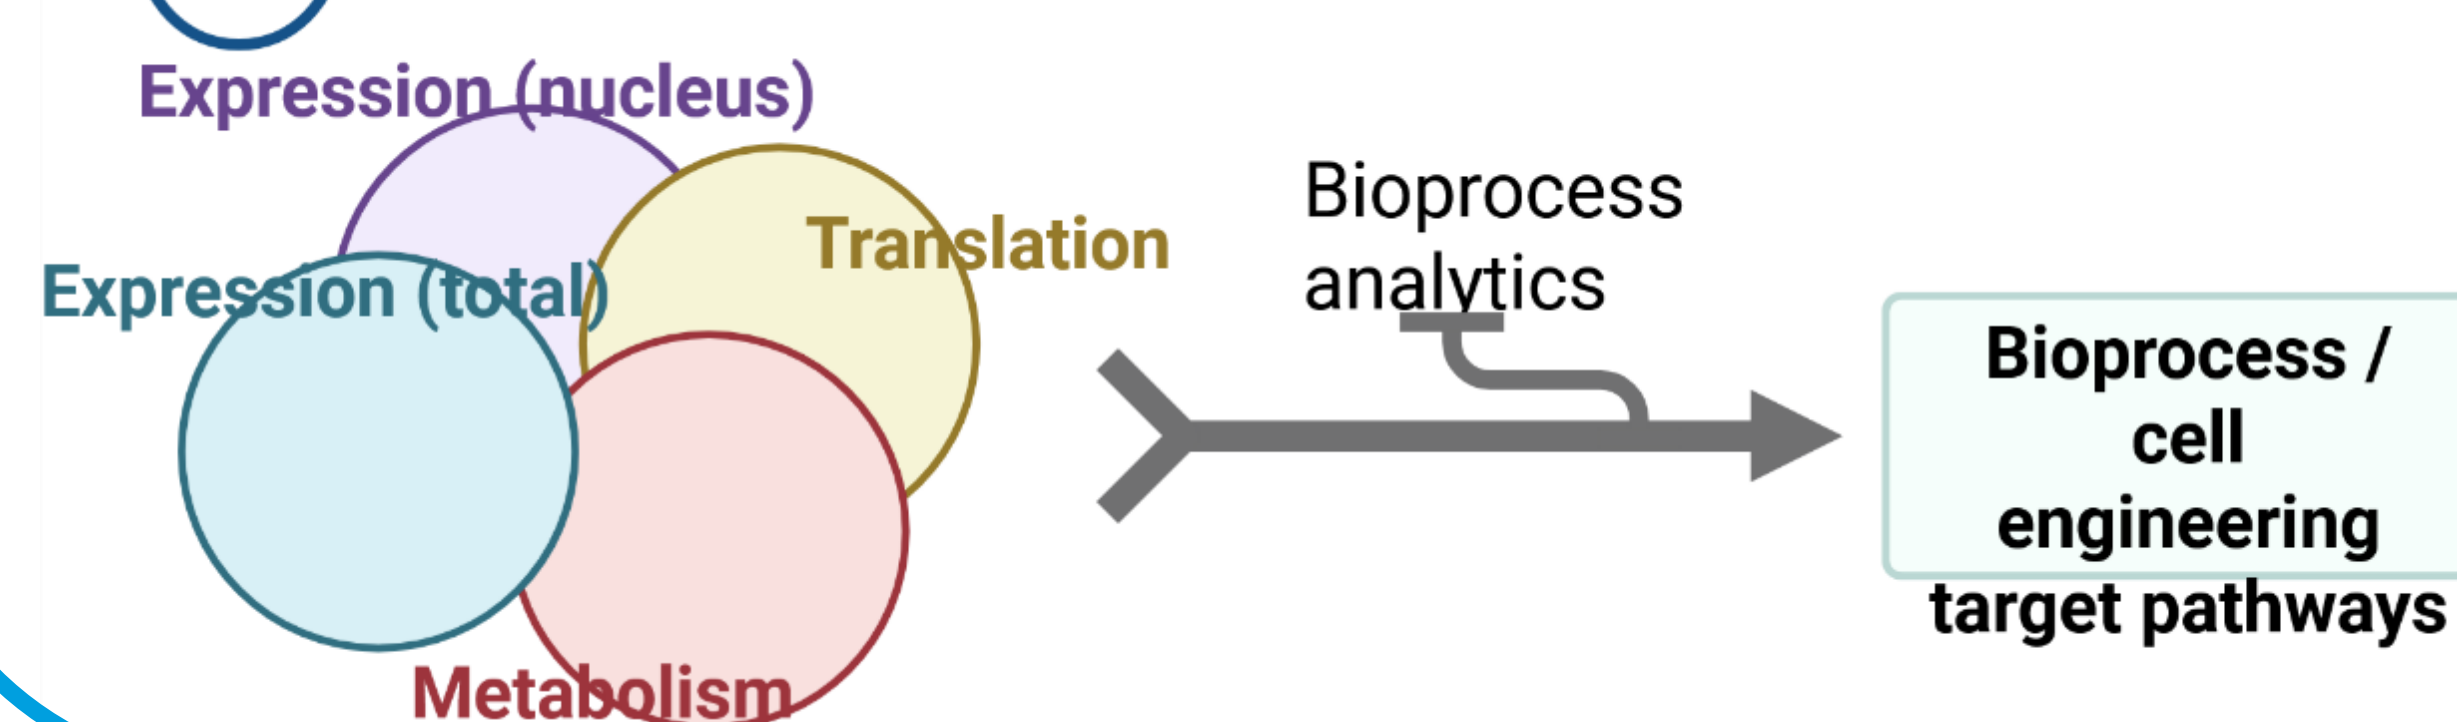 Expression (nucleus)
Translation
Expression (total)
Metabolism
Bioprocess
analytics
Bioprocess /
cell
engineering
target pathways